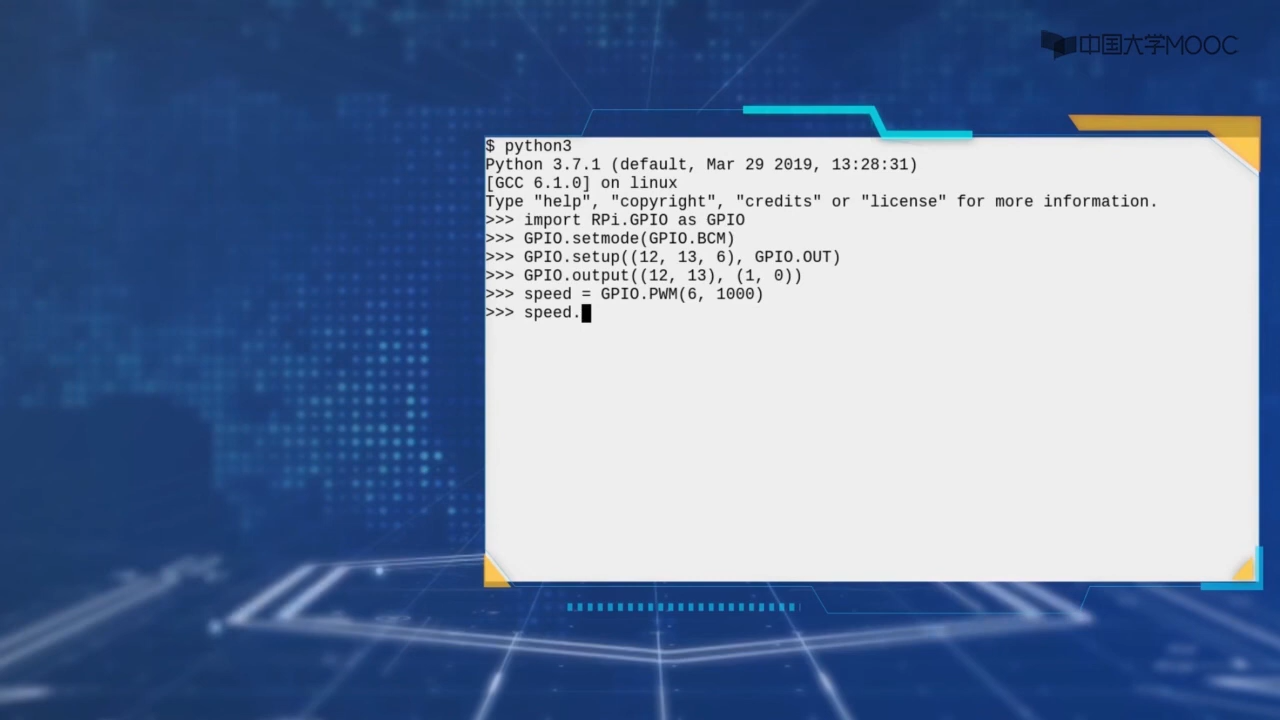 中国大学MOOC
$ python3
Python 3.7.1 (default, Mar 29 2019, 13:28:31)
[GCC 6.1.0] on linux
Type "help", "copyright", "credits" or "license" for more information.
>>> import RPi.GPIO as GPIO
>>> GPIO.setmode(GPIO.BCM)
>>> GPIO.setup((12, 13, 6), GPIO.OUT)
>>> GPIO.output((12, 13), (1, 0))
>>> speed = GPIO.PWM(6, 1000)
>>> speed.